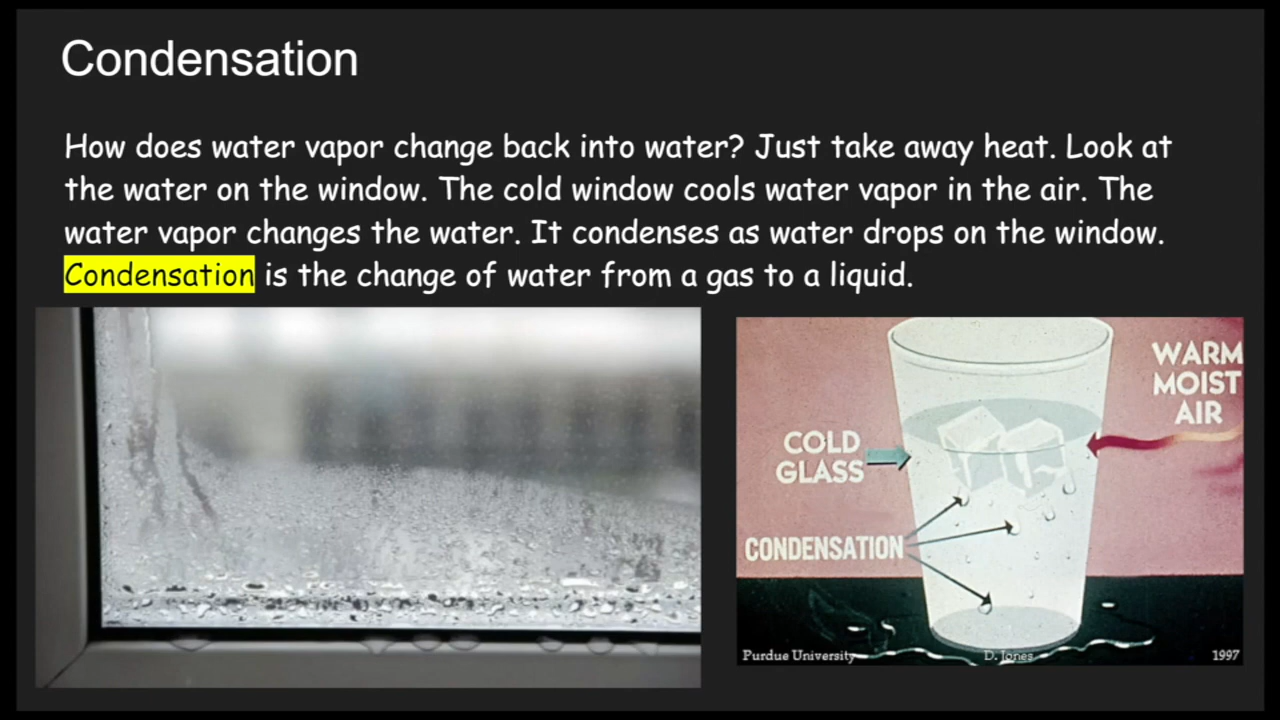 Condensation
How does water vapor change back into water? Just take away heat. Look at
the water on the window. The cold window cools water vapor in the air. The
water vapor changes the water. It condenses as water drops on the window.
Condensation is the change of water from a gas to a liquid.
COLD
GLASS
WARM
MOIST
AIR
CONDENSATION
Purdue University
D. Jones
1997